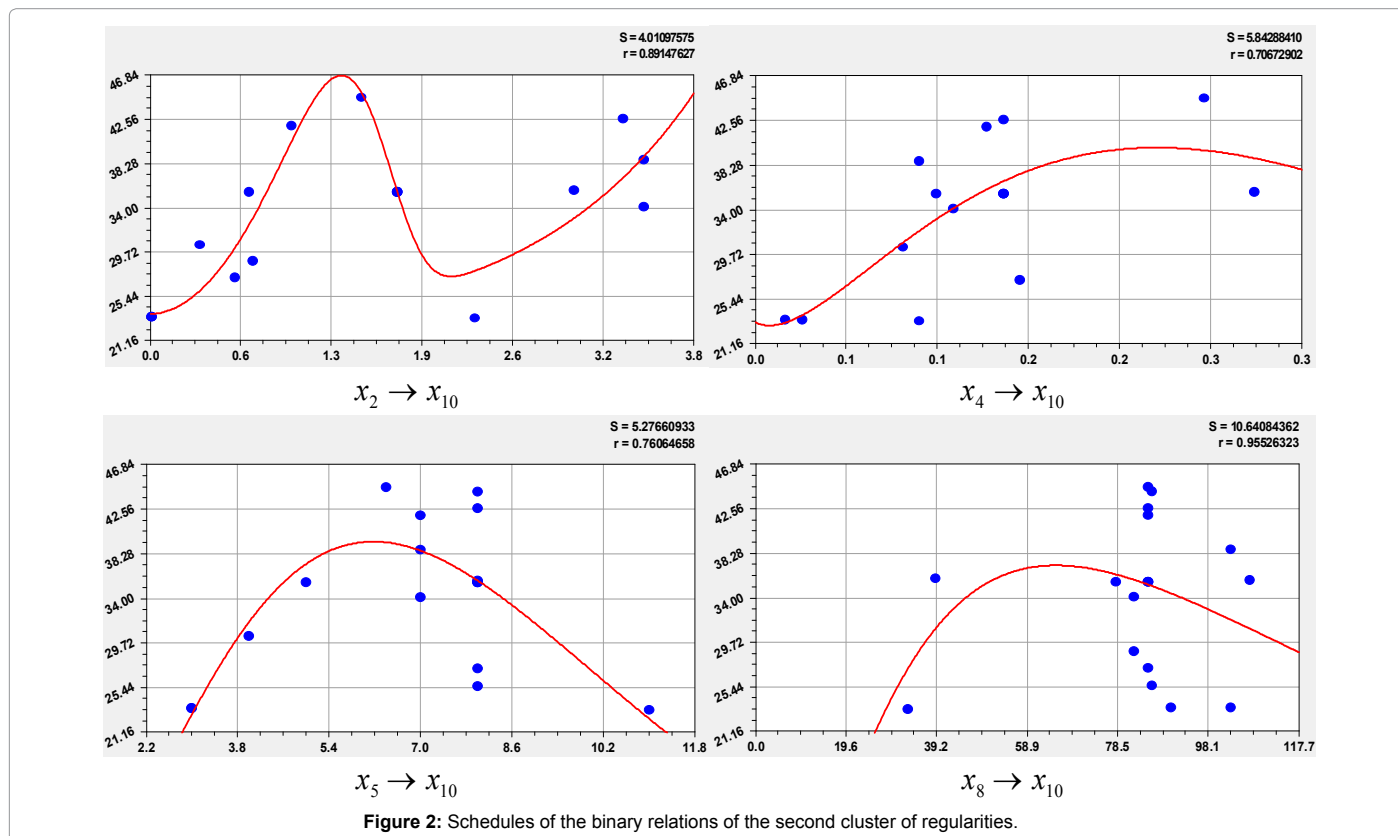 S = 4.01097575
r = 0.89147627
46.84
42.56
38.28
34.00
29.72
25.44
21.16
0.0 0.6 1.3 1.9 2.6 3.2 3.8
x2 → x10
S = 5.84288410
r = 0.70672902
46.84
42.56
38.28
34.00
29.72
25.44
21.16
0.0 0.1 0.1 0.2 0.2 0.3 0.3
x4 → x10
S = 5.27660933
r = 0.76064658
46.84
42.56
38.28
34.00
29.72
25.44
21.16
2.2 3.8 5.4 7.0 8.6 10.2 11.8
x5 → x10
S = 10.64084362
r = 0.95526323
46.84
42.56
38.28
34.00
29.72
25.44
21.16
0.0 19.6 39.2 58.9 78.5 98.1 117.7
x8 → x10
Figure 2: Schedules of the binary relations of the second cluster of regularities.